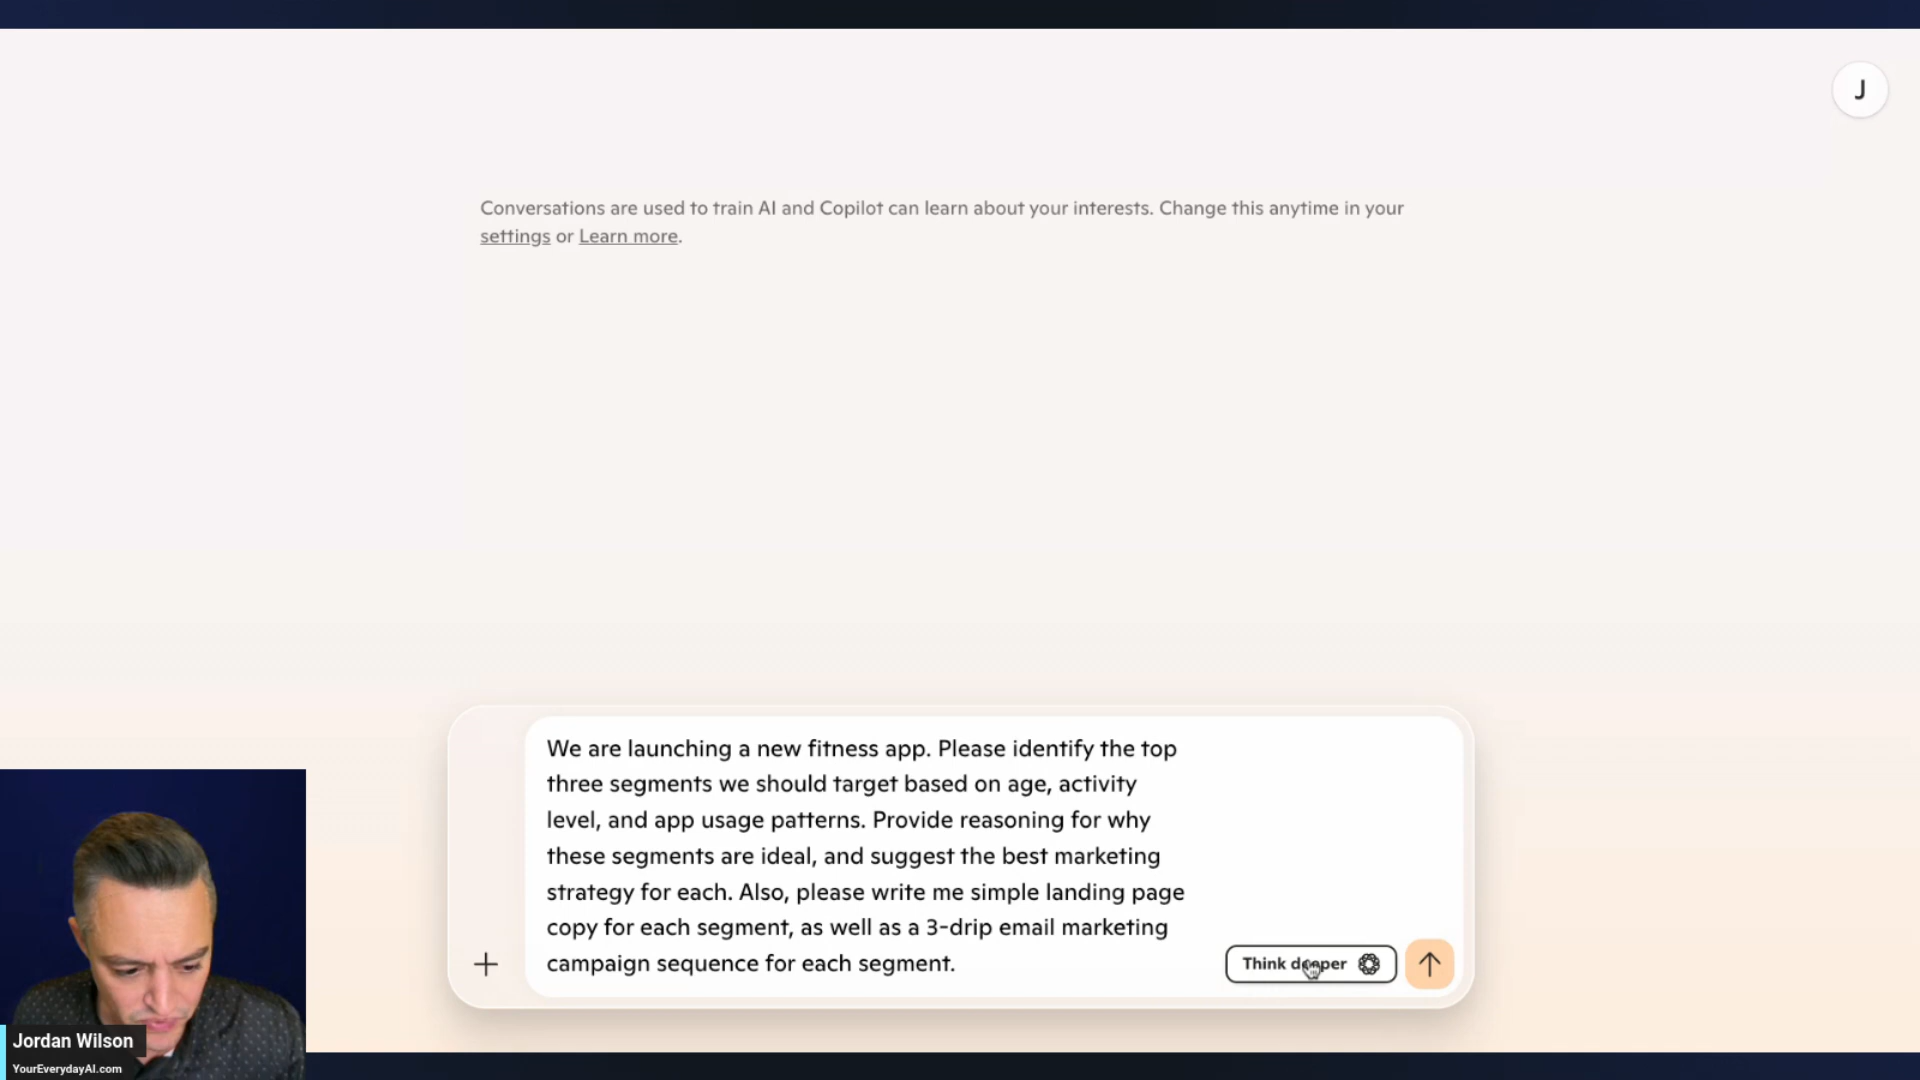 J
Conversations are used to train AI and Copilot can learn about your interests. Change this anytime in your
settings or Learn more.
We are launching a new fitness app. Please identify the top
three segments we should target based on age, activity
level, and app usage patterns. Provide reasoning for why
these segments are ideal, and suggest the best marketing
strategy for each. Also, please write me simple landing page
copy for each segment, as well as a 3-drip email marketing
campaign sequence for each segment.
Think deeper
Jordan Wilson
YourEverydayAI.com